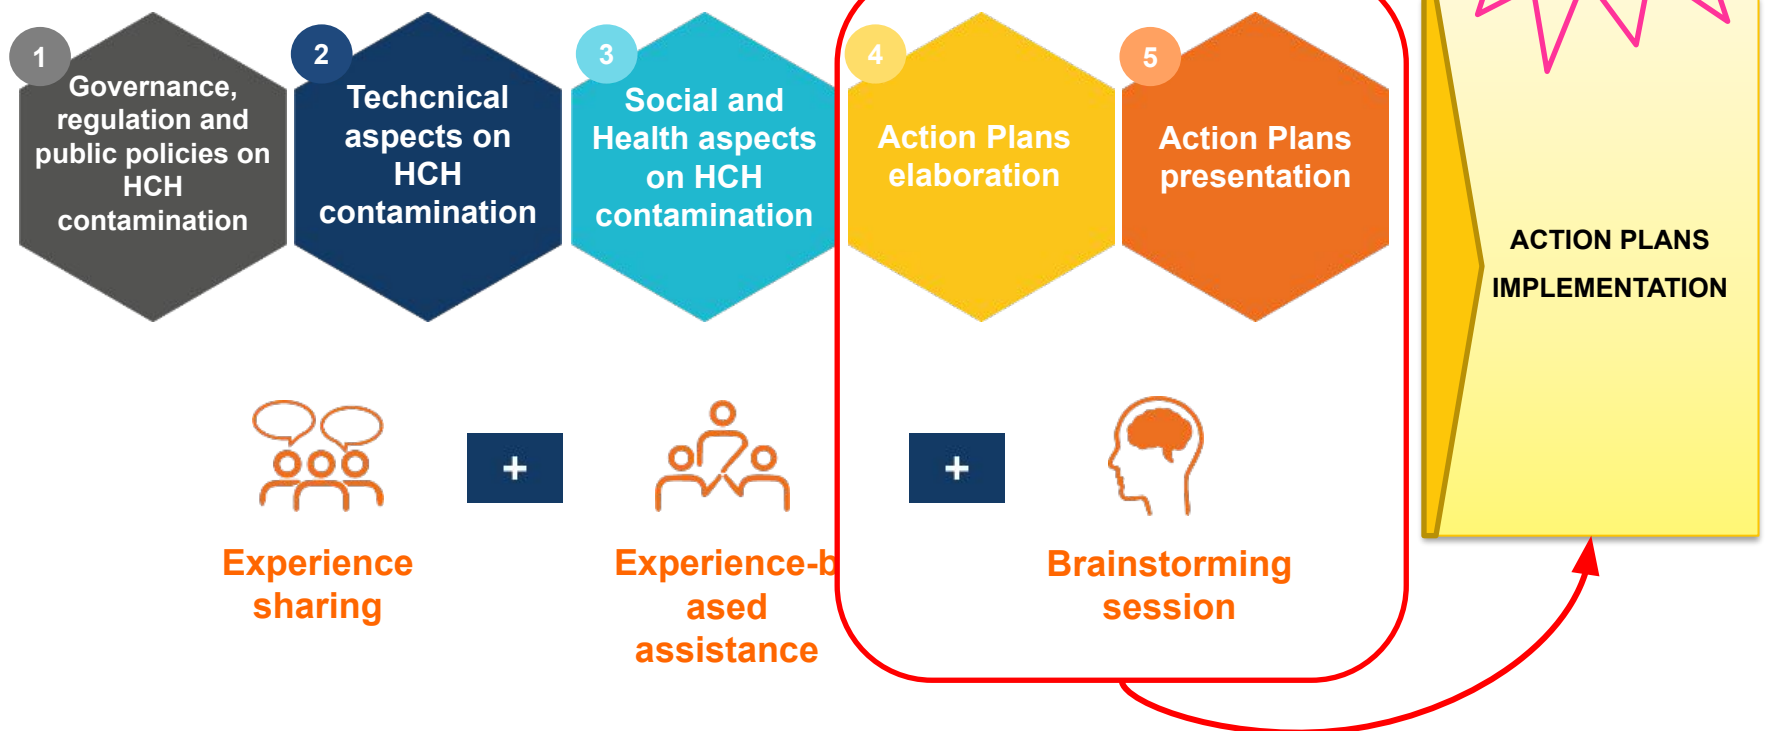 1
Governance,
regulation and
public policies on
HCH
contamination
2
Techcnical
aspects on
HCH
contamination
3
Social and
Health aspects
on HCH
contamination
4
Action Plans
elaboration
5
Action Plans
presentation
ACTION PLANS
IMPLEMENTATION
Experience
sharing
+
Experience-b
ased
assistance
+
Brainstorming
session